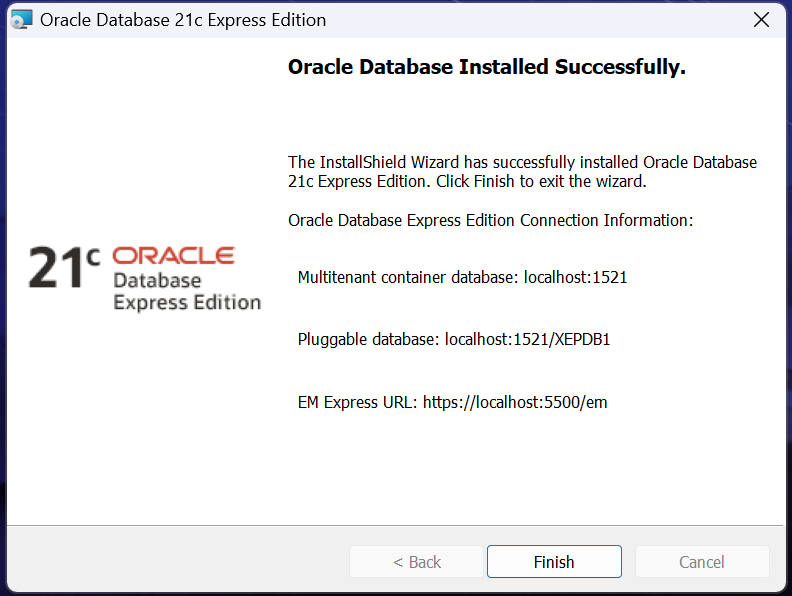 Oracle Database 21c Express Edition
Oracle Database Installed Successfully.
The InstallShield Wizard has successfully installed Oracle Database
21c Express Edition. Click Finish to exit the wizard.
Oracle Database Express Edition Connection Information:
21c ORACLE
Database
Express Edition
Multitenant container database: localhost:1521
Pluggable database: localhost:1521/XEPDB1
EM Express URL: https://localhost:5500/em
< Back
Finish
Cancel